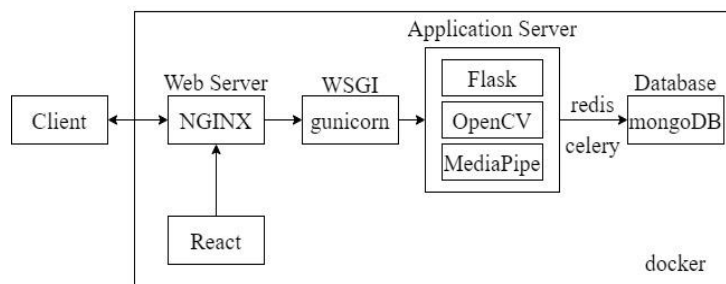 Application Server
Web Server
WSGI
Flask
redis
Database
Client
NGINX
gunicorn
OpenCV
mongoDB
celery
MediaPipe
React
docker